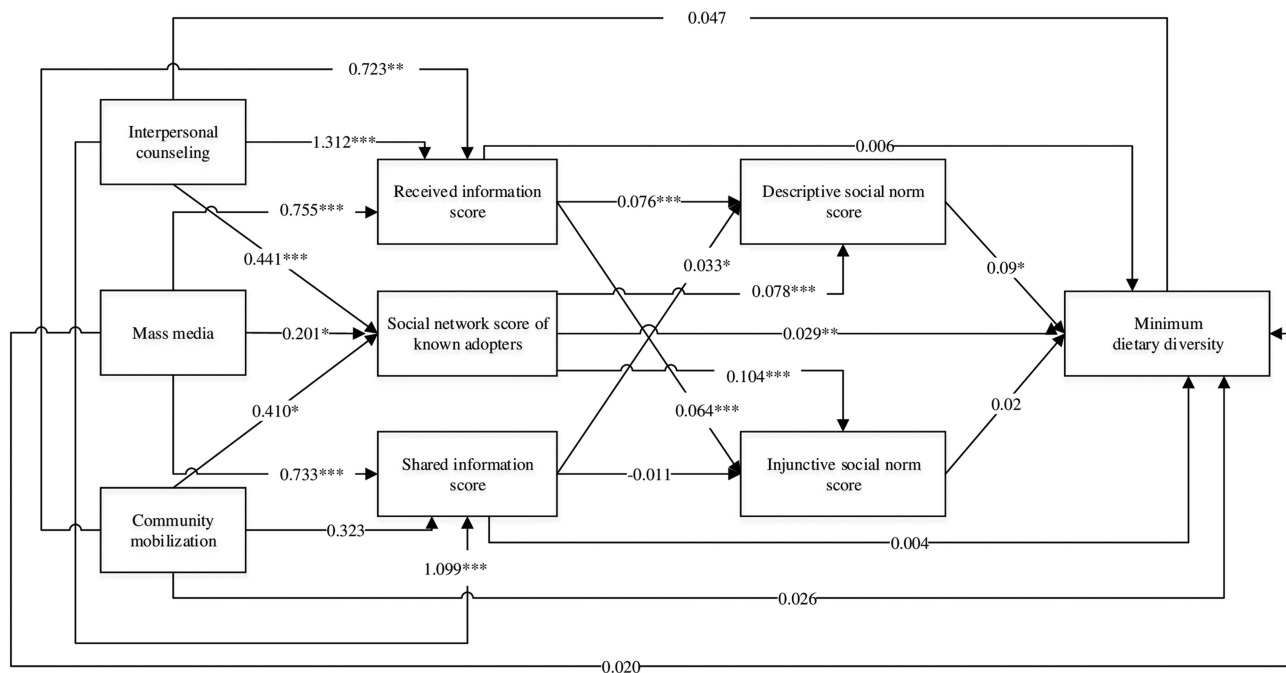 0.047
0.723**
Interpersonal
counseling
1.312***
0.006
Received information
score
0.076***
Descriptive social norm
score
0.755***
0.441***
0.033*
0.09*
0.078***
Mass media
0.201*
Social network score of
known adopters
0.029**
Minimum
dietary diversity
0.104***
0.410*
0.064***
0.02
0.733***
Shared information
score
-0.011
Injunctive social norm
score
Community
mobilization
0.323
0.004
1.099***
0.026
0.020